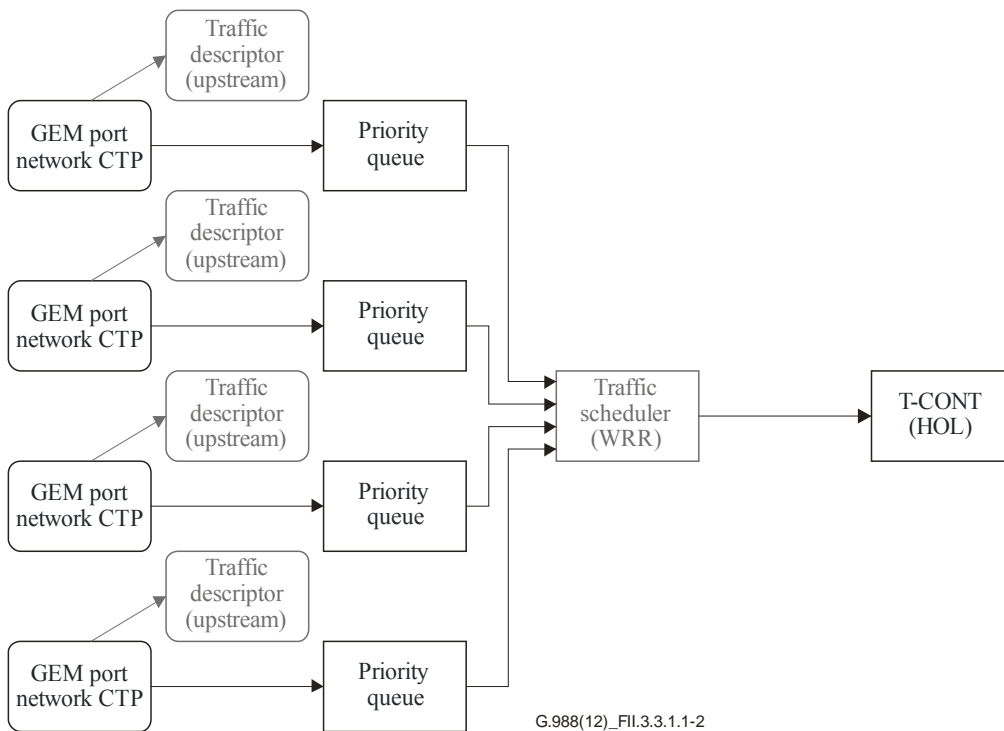 Traffic
descriptor
(upstream)
GEM port
network CTP
Priority
queue
Traffic
descriptor
(upstream)
GEM port
network CTP
Priority
queue
Traffic
descriptor
(upstream)
Traffic
scheduler
(WRR)
T-CONT
(HOL)
GEM port
network CTP
Priority
queue
Traffic
descriptor
(upstream)
GEM port
network CTP
Priority
queue
G.988(12)_FII.3.3.1.1-2